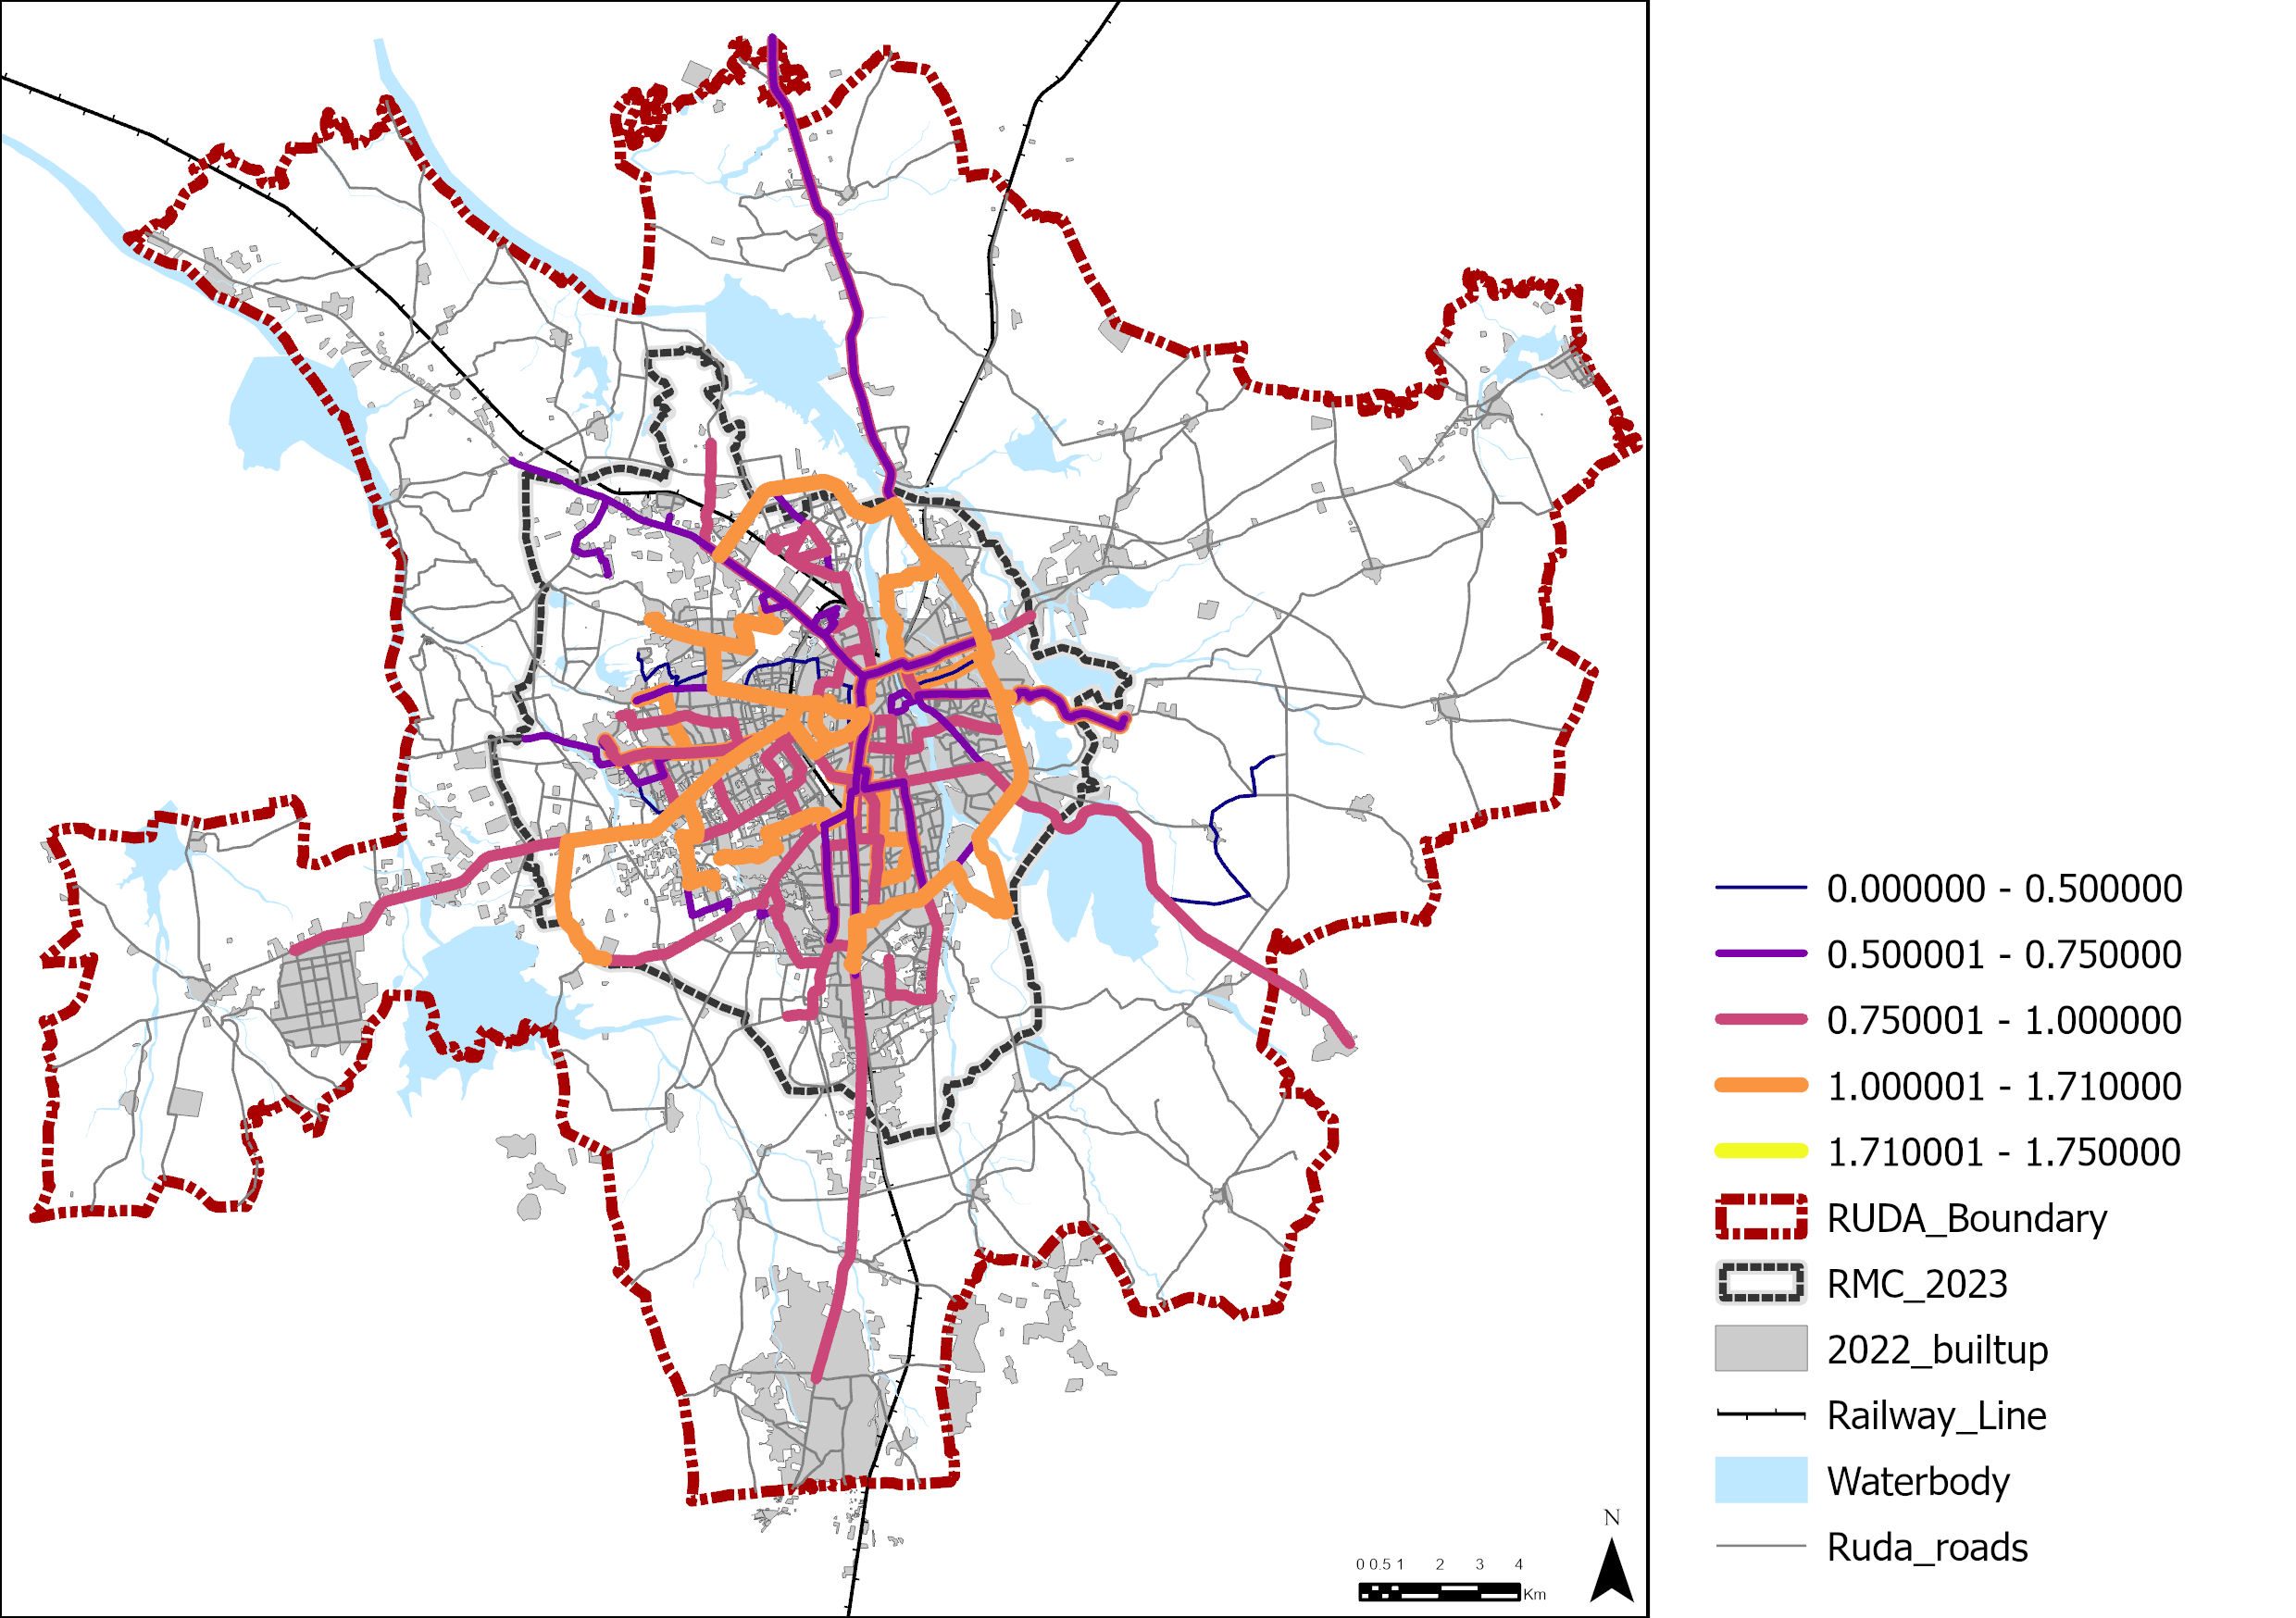 0.000000 - 0.500000
0.500001 - 0.750000
0.750001 - 1.000000
1.000001 - 1.710000
1.710001 - 1.750000
RUDA_Boundary
RMC_2023
2022_builtup
Railway_Line
Waterbody
Ruda_roads
N
0 0.5 1 2 3 4
Km